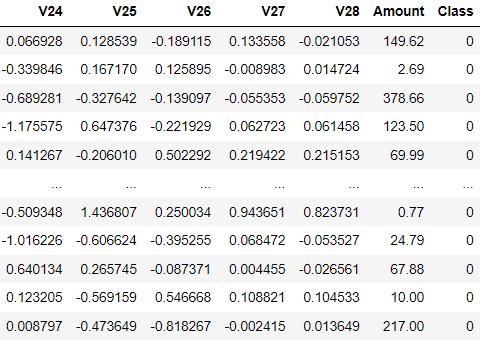 V24 V25 V26 V27 V28 Amount Class
0.066928 0.128539 -0.189115 0.133558 -0.021053 149.62 0
-0.339846 0.167170 0.125895 -0.008983 0.014724 2.69 0
-0.689281 -0.327642 -0.139097 -0.055353 -0.059752 378.66 0
-1.175575 0.647376 -0.221929 0.062723 0.061458 123.50 0
0.141267 -0.206010 0.502292 0.219422 0.215153 69.99 0
... ... ... ... ... ... ...
-0.509348 1.436807 0.250034 0.943651 0.823731 0.77 0
-1.016226 -0.606624 -0.395255 0.068472 -0.053527 24.79 0
0.640134 0.265745 -0.087371 0.004455 -0.026561 67.88 0
0.123205 -0.569159 0.546668 0.108821 0.104533 10.00 0
0.008797 -0.473649 -0.818267 -0.002415 0.013649 217.00 0